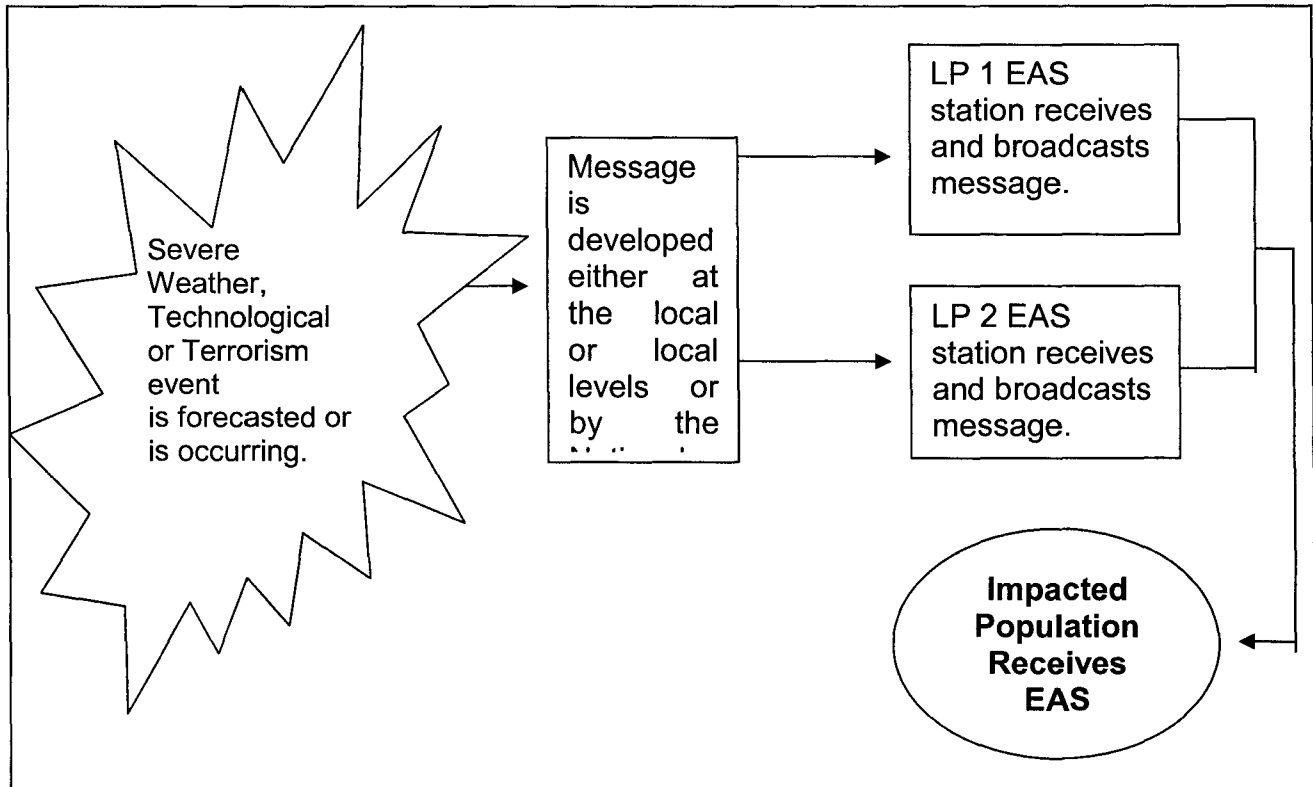 Severe
Weather,
Technological
or Terrorism
event
is forecasted or
is occurring.
Message
is
developed
either at
the local
or local
levels or
by the
LP 1 EAS
station receives
and broadcasts
message.
LP 2 EAS
station receives
and broadcasts
message.
Impacted
Population
Receives
EAS